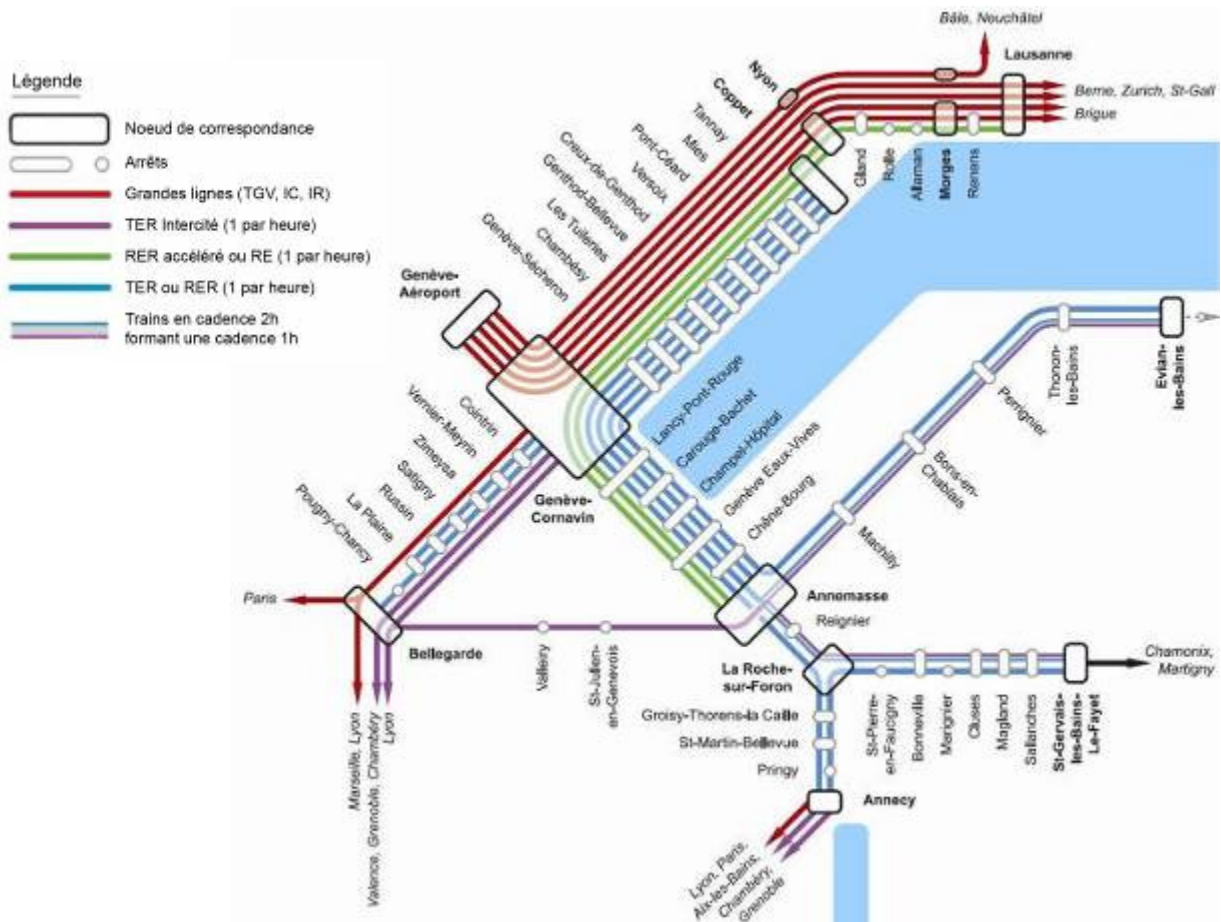 Légende
Noeud de correspondance
Arrêts
Grandes lignes (TGV, IC, IR)
TER Intercité (1 par heure)
RER accéléré ou RE (1 par heure)
TER ou RER (1 par heure)
Trains en cadence 2h
formant une cadence 1h
Bâle, Neuchâtel
Lausanne
Berne, Zurich, St-Gall
Brigue
Nyon
Coppet
Tannay
Mies
Pont-Céard
Versoix
Creux-de-Genthod
Genthod-Bellevue
Les Tuileries
Chambésy
Genève-Sécheron
Gland
Rolle
Allaman
Morges
Renens
Genève-
Aéroport
Genève-
Cornavin
Cointrin
Vernier-Meyrin
Zimeysa
Satigny
Russin
La Plaine
Pougny-Chancy
Lancy-Pont-Rouge
Carouge-Bachet
Champel-Hôpital
Genève Eaux-Vives
Chêne-Bourg
Evian-
les-Bains
Thonon-
les-Bains
Perrignier
Bons-en-
Chablais
Machilly
Annemasse
Reignier
Paris
Bellegarde
Valleiry
St-Julien-
en-Genevois
La Roche-
sur-Foron
Groisy-Thorens-la Caille
St-Martin-Bellevue
Pringy
Annecy
St-Pierre-
en-Faucigny
Bonneville
Marignier
Cluses
Magland
Sallanches
St-Gervais-
les-Bains-
Le-Fayet
Chamonix,
Martigny
Marseille, Lyon
Valence, Grenoble, Chambéry
Lyon
Lyon, Paris,
Aix-les-Bains,
Chambéry,
Grenoble